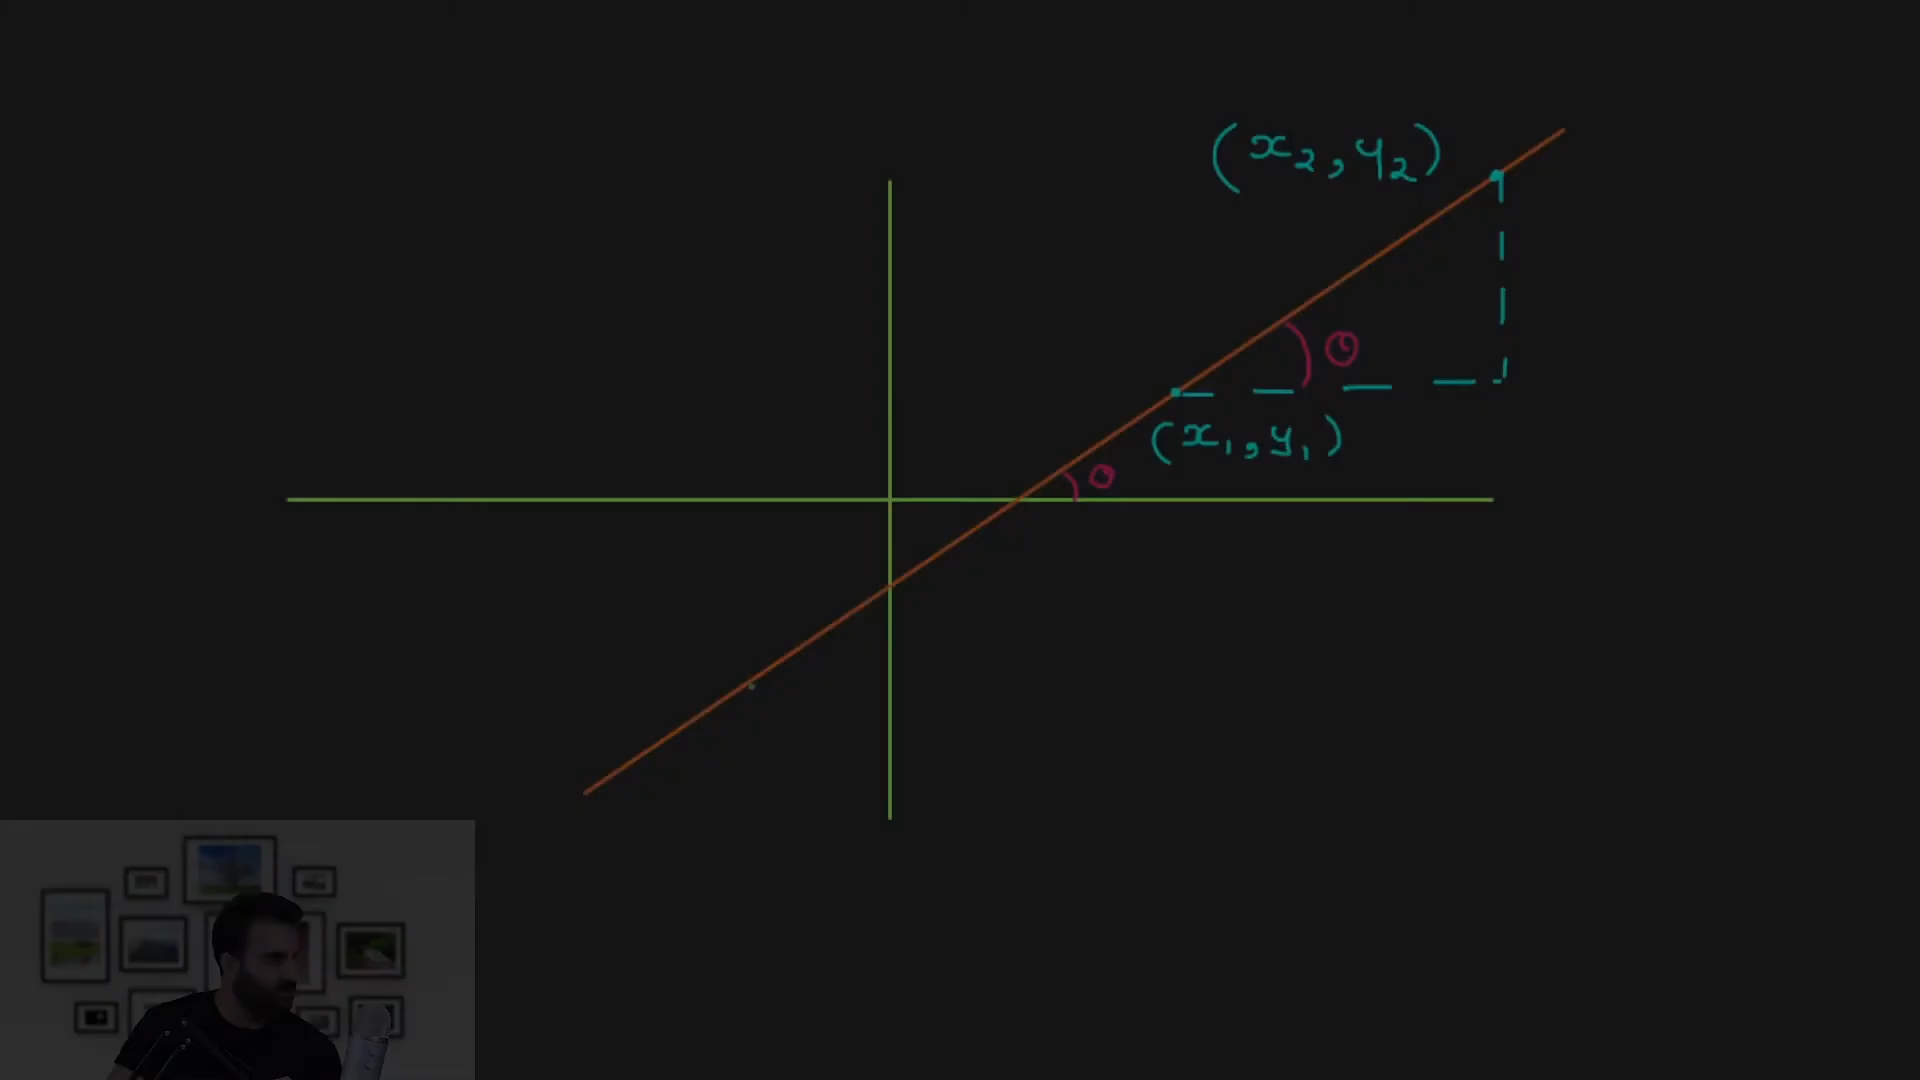 (x₂, y₂)
θ
(x₁, y₁)
θ